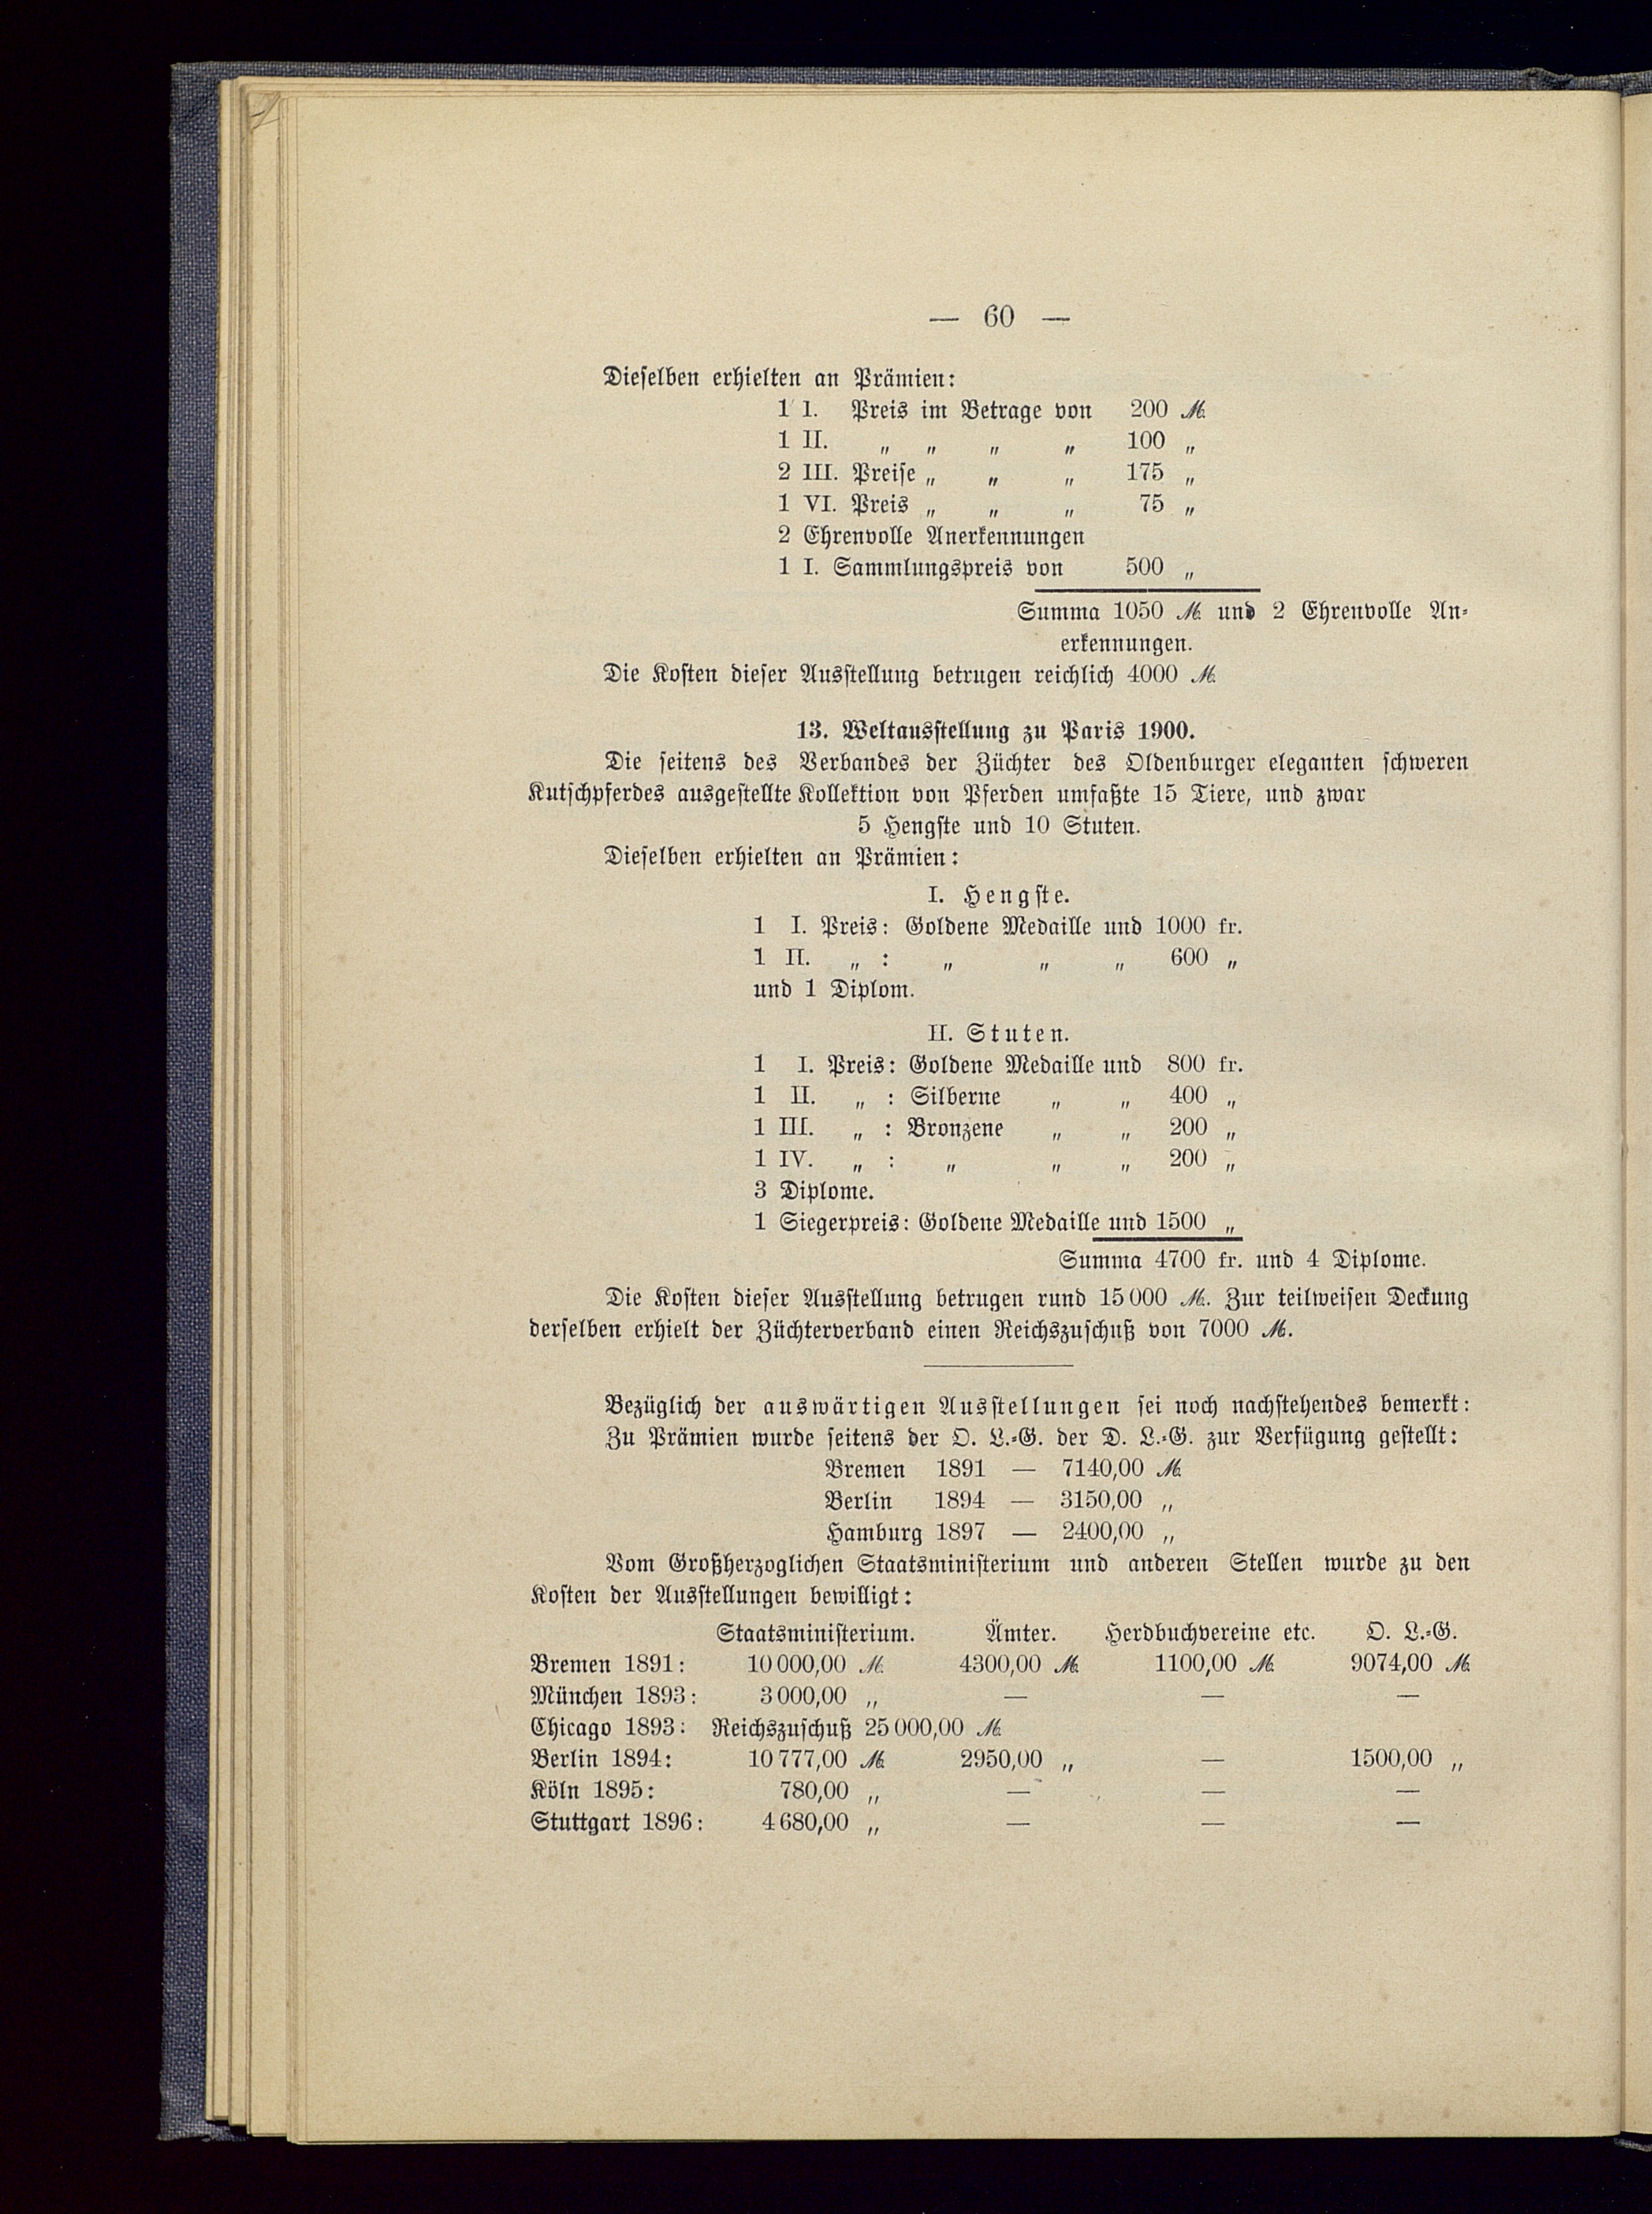 — 60 —
Dieselben erhielten an Prämien:
1 I. Preis im Betrage von 200 ℳ
1 II. „ „ „ „ 100 „
2 III. Preise „ „ „ 175 „
1 VI. Preis „ „ „ 75 „
2 Ehrenvolle Anerkennungen
1 I. Sammlungspreis von 500 „
Summa 1050 ℳ und 2 Ehrenvolle An-
erkennungen.
Die Kosten dieser Ausstellung betrugen reichlich 4000 ℳ
13. Weltausstellung zu Paris 1900.
Die seitens des Verbandes der Züchter des Oldenburger eleganten schweren
Kutschpferdes ausgestellte Kollektion von Pferden umfaßte 15 Tiere, und zwar
5 Hengste und 10 Stuten.
Dieselben erhielten an Prämien:
I. Hengste.
1 I. Preis: Goldene Medaille und 1000 fr.
1 II. „ : „ „ „ 600 „
und 1 Diplom.
II. Stuten.
1 I. Preis: Goldene Medaille und 800 fr.
1 II. „ : Silberne „ „ 400 „
1 III. „ : Bronzene „ „ 200 „
1 IV. „ : „ „ „ 200 „
3 Diplome.
1 Siegerpreis: Goldene Medaille und 1500 „
Summa 4700 fr. und 4 Diplome.
Die Kosten dieser Ausstellung betrugen rund 15 000 ℳ. Zur teilweisen Deckung
derselben erhielt der Züchterverband einen Reichszuschuß von 7000 ℳ.
Bezüglich der auswärtigen Ausstellungen sei noch nachstehendes bemerkt:
Zu Prämien wurde seitens der O. L.-G. der D. L.-G. zur Verfügung gestellt:
Bremen 1891 — 7140,00 ℳ
Berlin 1894 — 3150,00 „
Hamburg 1897 — 2400,00 „
Vom Großherzoglichen Staatsministerium und anderen Stellen wurde zu den
Kosten der Ausstellungen bewilligt:
Staatsministerium. Ämter. Herdbuchvereine etc. O. L.-G.
Bremen 1891: 10 000,00 ℳ 4300,00 ℳ 1100,00 ℳ 9074,00 ℳ
München 1893: 3 000,00 „ — — —
Chicago 1893: Reichszuschuß 25 000,00 ℳ
Berlin 1894: 10 777,00 ℳ 2950,00 „ — 1500,00 „
Köln 1895: 780,00 „ — — —
Stuttgart 1896: 4 680,00 „ — — —